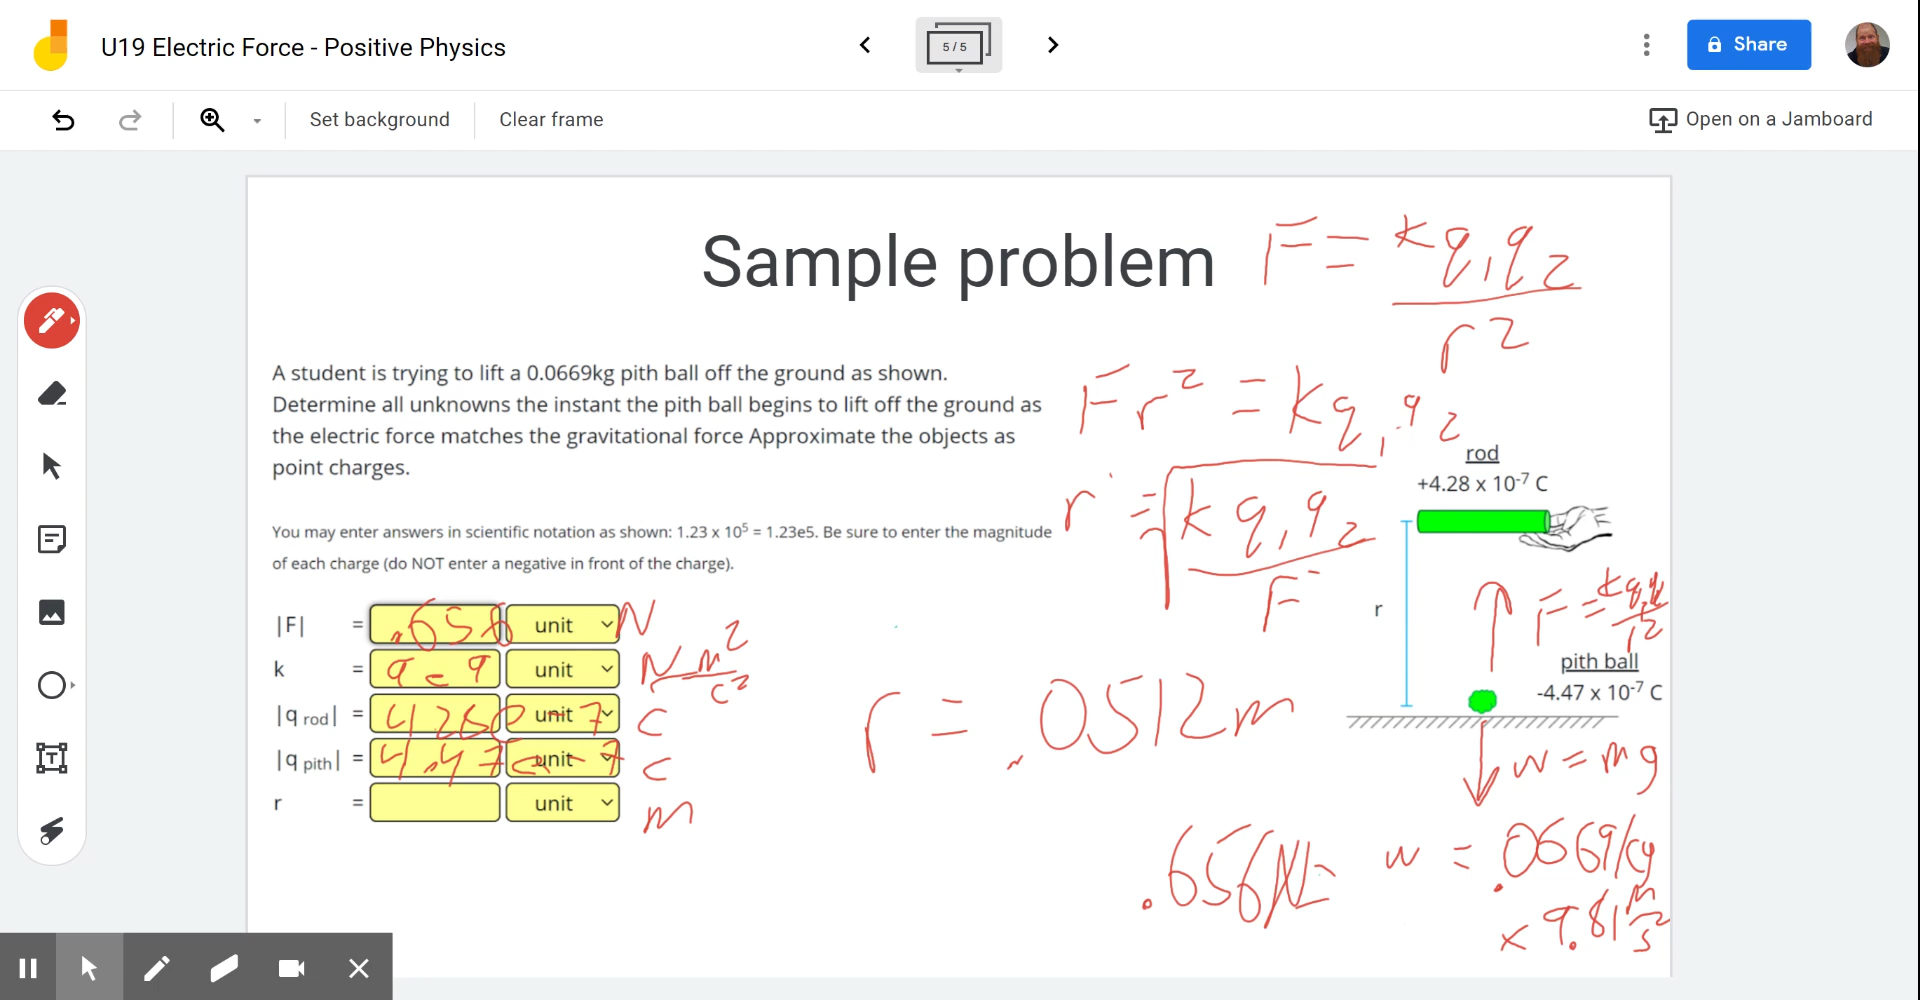 U19 Electric Force - Positive Physics
5 / 5
Share
Set background
Clear frame
Open on a Jamboard
Sample problem
F = kq₁q₂
r²
A student is trying to lift a 0.0669kg pith ball off the ground as shown.
Determine all unknowns the instant the pith ball begins to lift off the ground as
the electric force matches the gravitational force Approximate the objects as
point charges.
Fr² = kq₁q₂
r = √kq₁q₂
F
You may enter answers in scientific notation as shown: 1.23 x 10⁵ = 1.23e5. Be sure to enter the magnitude
of each charge (do NOT enter a negative in front of the charge).
rod
+4.28 x 10⁻⁷ C
r
F = kq₁q₂
r²
pith ball
-4.47 x 10⁻⁷ C
|F| = .656 unit N
k = 9e9 unit Nm²
C²
|q rod| = unit C
|q pith| = 4.47e-7 unit C
r = unit m
r = .0512m
w = mg
.656N =
w = .0669kg
x 9.81 m
s²